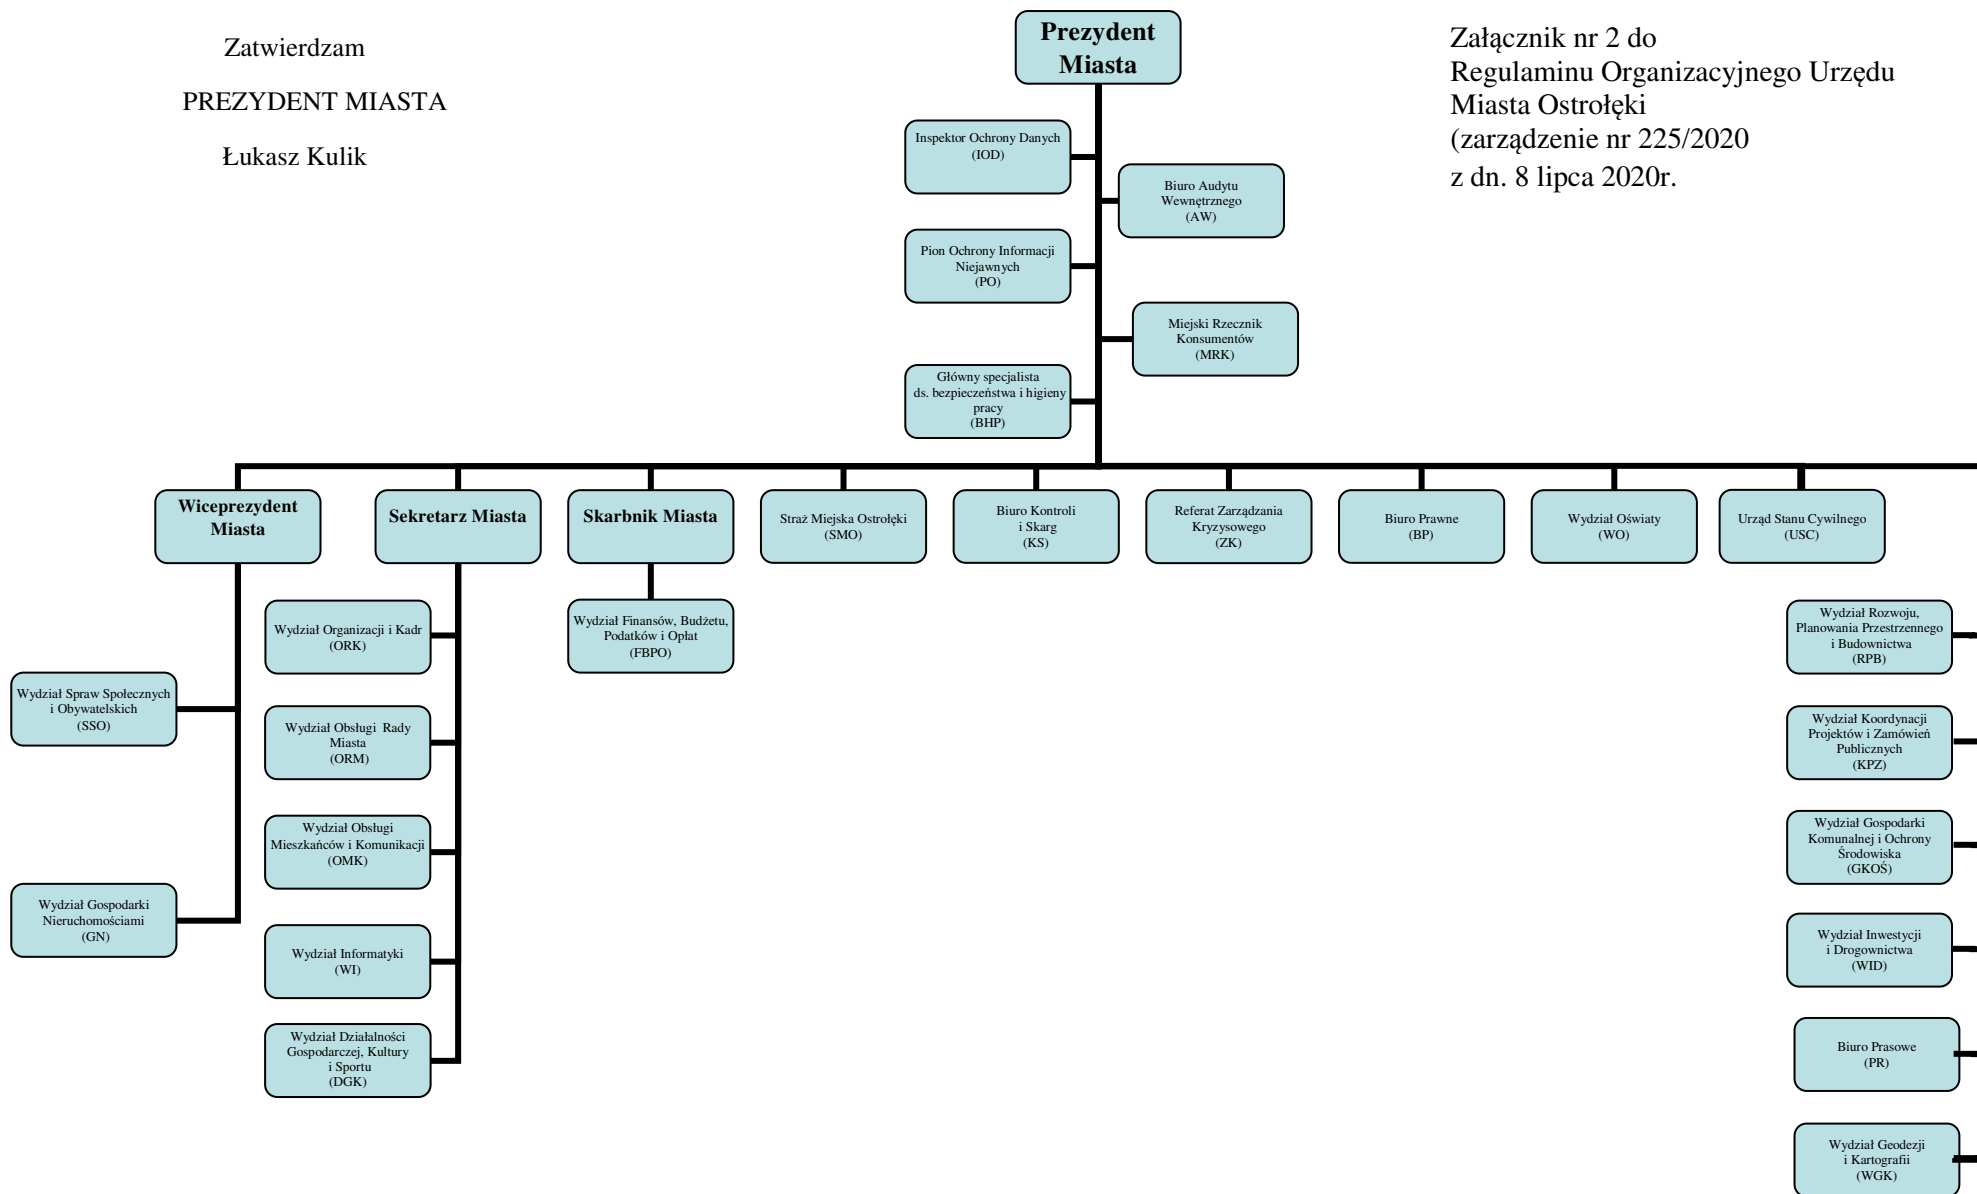 Zatwierdzam
PREZYDENT MIASTA
Łukasz Kulik
Prezydent
Miasta
Załącznik nr 2 do
Regulaminu Organizacyjnego Urzędu
Miasta Ostrołęki
(zarządzenie nr 225/2020
z dn. 8 lipca 2020r.
Inspektor Ochrony Danych
(IOD)
Biuro Audytu
Wewnętrznego
(AW)
Pion Ochrony Informacji
Niejawnych
(PO)
Miejski Rzecznik
Konsumentów
(MRK)
Główny specjalista
ds. bezpieczeństwa i higieny
pracy
(BHP)
Wiceprezydent
Miasta
Sekretarz Miasta
Skarbnik Miasta
Straż Miejska Ostrołęki
(SMO)
Biuro Kontroli
i Skarg
(KS)
Referat Zarządzania
Kryzysowego
(ZK)
Biuro Prawne
(BP)
Wydział Oświaty
(WO)
Urząd Stanu Cywilnego
(USC)
Wydział Spraw Społecznych
i Obywatelskich
(SSO)
Wydział Gospodarki
Nieruchomościami
(GN)
Wydział Organizacji i Kadr
(ORK)
Wydział Obsługi Rady
Miasta
(ORM)
Wydział Obsługi
Mieszkańców i Komunikacji
(OMK)
Wydział Informatyki
(WI)
Wydział Działalności
Gospodarczej, Kultury
i Sportu
(DGK)
Wydział Finansów, Budżetu,
Podatków i Opłat
(FBPO)
Wydział Rozwoju,
Planowania Przestrzennego
i Budownictwa
(RPB)
Wydział Koordynacji
Projektów i Zamówień
Publicznych
(KPZ)
Wydział Gospodarki
Komunalnej i Ochrony
Środowiska
(GKOŚ)
Wydział Inwestycji
i Drogownictwa
(WID)
Biuro Prasowe
(PR)
Wydział Geodezji
i Kartografii
(WGK)